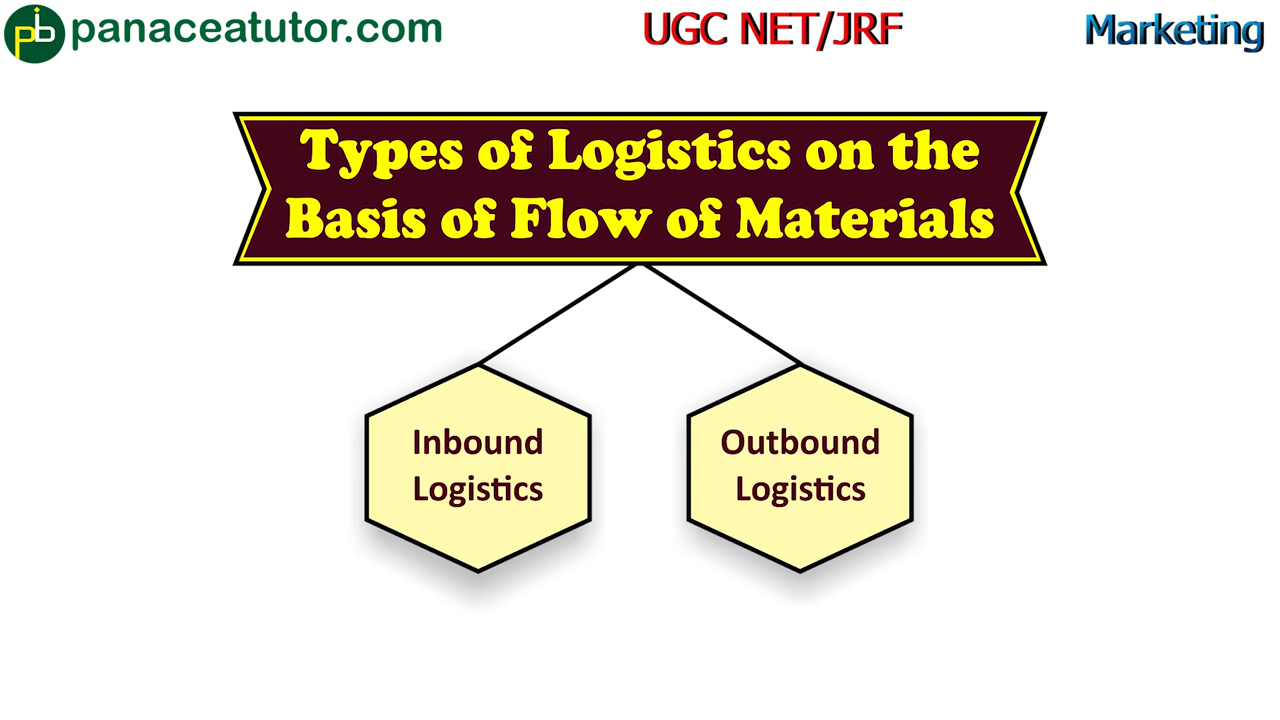 panaceatutor.com
UGC NET/JRF
Marketing
Types of Logistics on the
Basis of Flow of Materials
Inbound
Logistics
Outbound
Logistics